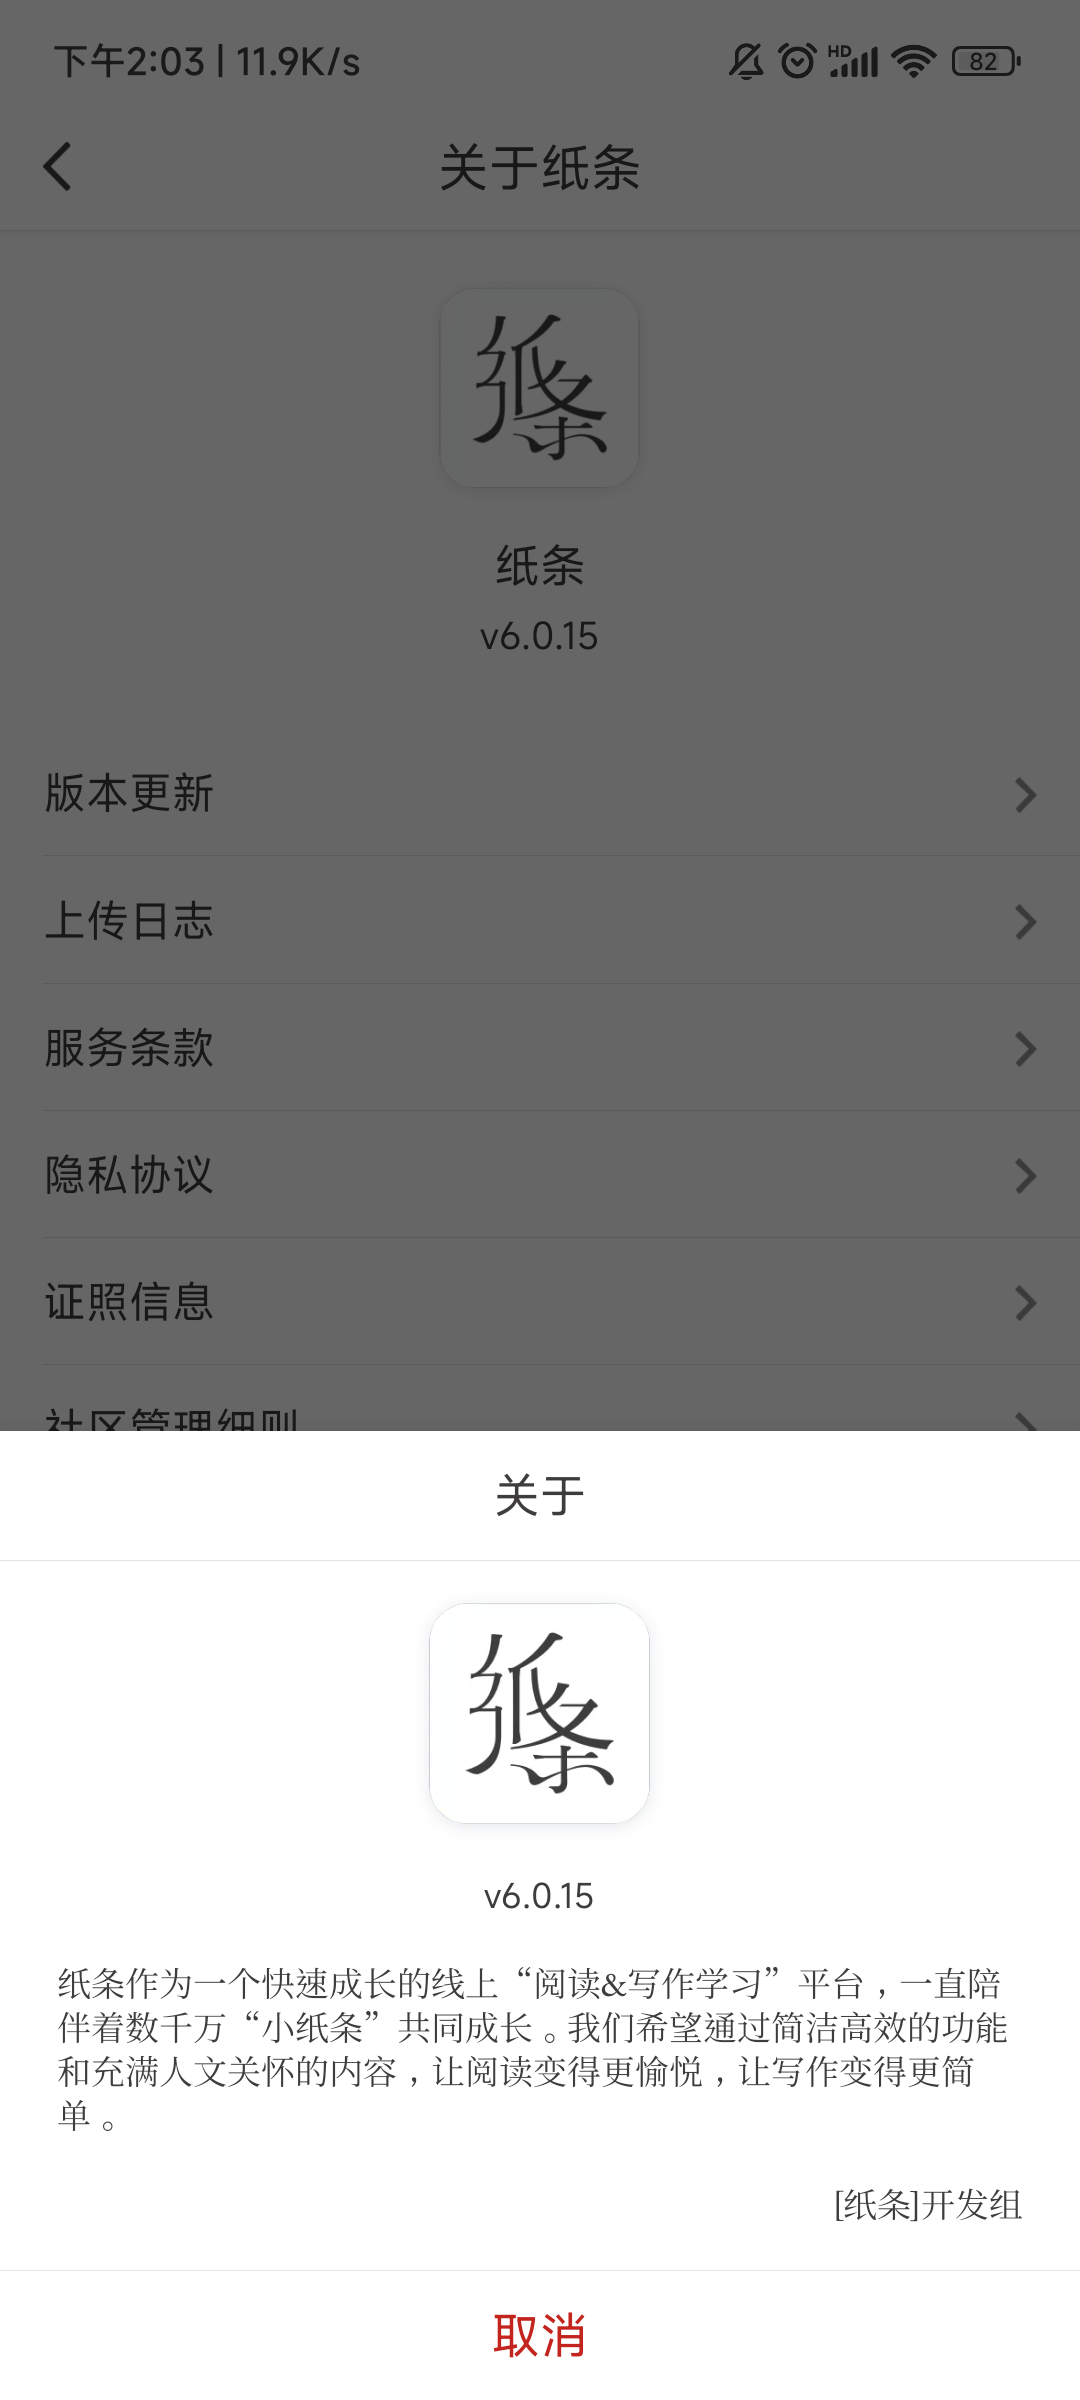 下午2:03 | 11.9K/s
HD
82
关于纸条
纸条
v6.0.15
版本更新
上传日志
服务条款
隐私协议
证照信息
社区管理细则
关于
v6.0.15
纸条作为一个快速成长的线上“阅读&写作学习”平台，一直陪
伴着数千万“小纸条”共同成长。我们希望通过简洁高效的功能
和充满人文关怀的内容，让阅读变得更愉悦，让写作变得更简
单。
[纸条]开发组
取消